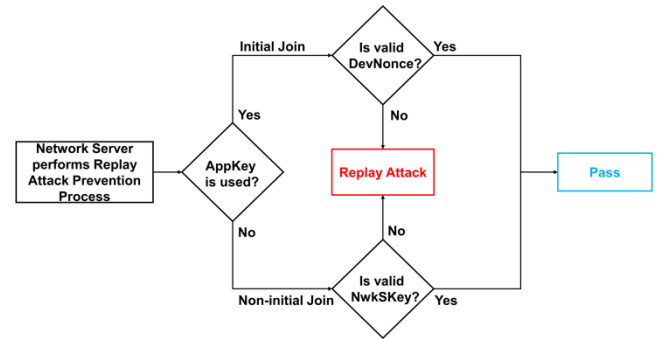 Initial Join
Is valid
DevNonce?
Yes
Yes
No
Network Server
performs Replay
Attack Prevention
Process
AppKey
is used?
Replay Attack
Pass
No
No
Non-initial Join
Is valid
NwkSKey?
Yes